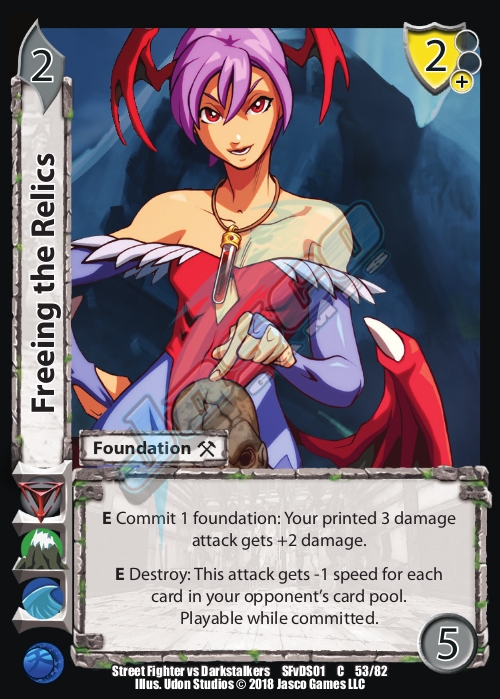 2
2
+
Freeing the Relics
Foundation
E Commit 1 foundation: Your printed 3 damage
attack gets +2 damage.
E Destroy: This attack gets -1 speed for each
card in your opponent's card pool.
Playable while committed.
5
Street Fighter vs Darkstalkers SFvDS01 C 53/82
Illus. Udon Studios © 2018 Jasco Games LLC